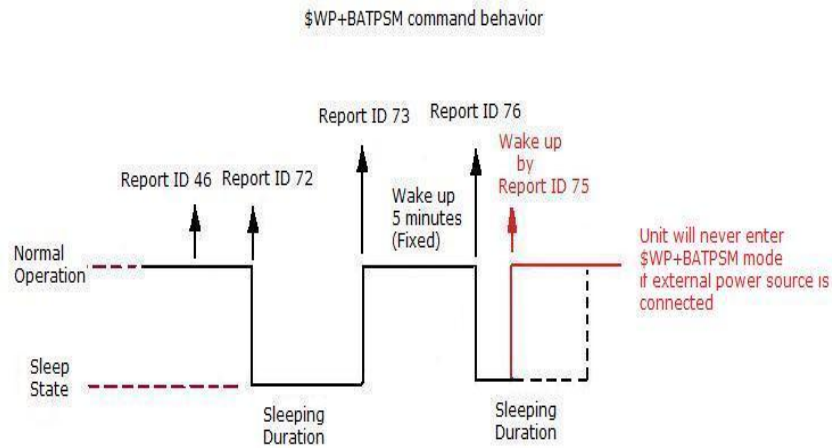 $WP+BATPSM command behavior
Report ID 73
Report ID 76
Wake up
by
Report ID 75
Report ID 46
Report ID 72
Wake up
5 minutes
(Fixed)
Normal
Operation
Unit will never enter
$WP+BATPSM mode
if external power source is
connected
Sleep
State
Sleeping
Duration
Sleeping
Duration